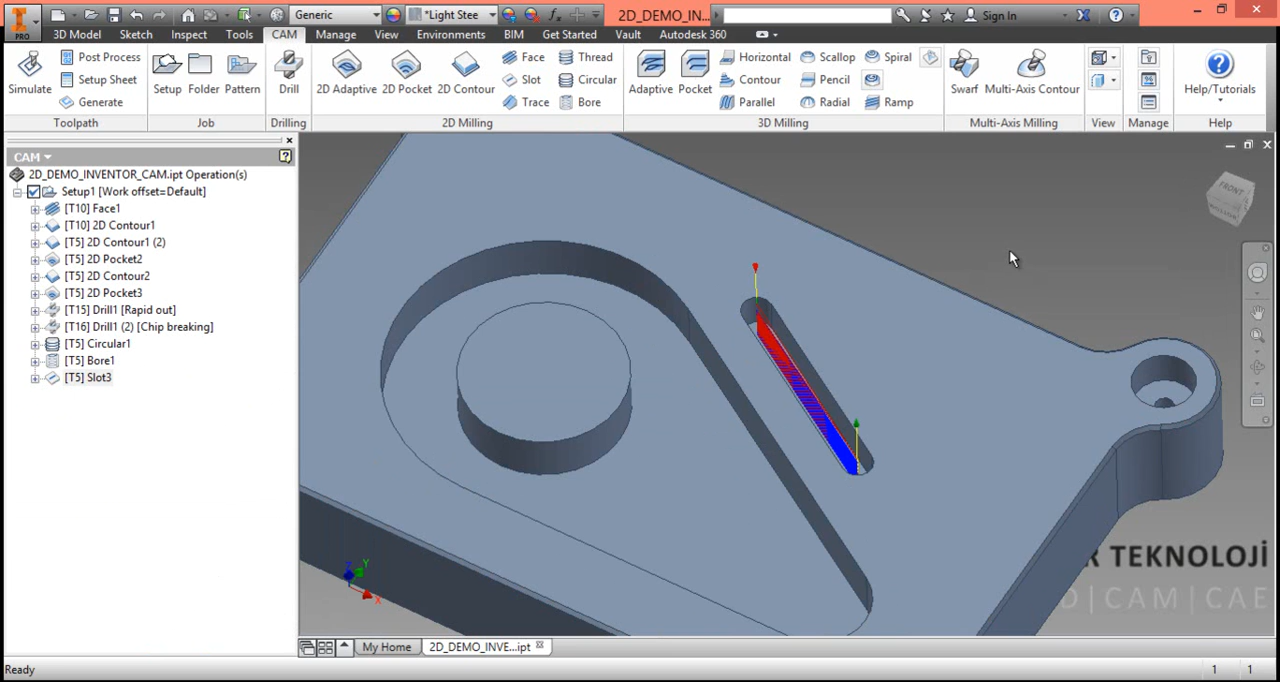 PRO
Generic
*Light Stee
2D_DEMO_IN...
Sign In
3D Model Sketch Inspect Tools CAM Manage View Environments BIM Get Started Vault Autodesk 360
Simulate
Post Process
Setup Sheet
Generate
Toolpath
Setup
Folder
Pattern
Job
Drill
Drilling
2D Adaptive
2D Pocket
2D Contour
Face
Slot
Trace
Thread
Circular
Bore
2D Milling
Adaptive
Pocket
Horizontal
Contour
Parallel
Scallop
Pencil
Radial
Spiral
Ramp
3D Milling
Swarf
Multi-Axis Contour
Multi-Axis Milling
View
Manage
Help/Tutorials
Help
CAM
2D_DEMO_INVENTOR_CAM.ipt Operation(s)
Setup1 [Work offset=Default]
[T10] Face1
[T10] 2D Contour1
[T5] 2D Contour1 (2)
[T5] 2D Pocket2
[T5] 2D Contour2
[T5] 2D Pocket3
[T15] Drill1 [Rapid out]
[T16] Drill1 (2) [Chip breaking]
[T5] Circular1
[T5] Bore1
[T5] Slot3
FRONT
Z
Y
X
R TEKNOLOJİ
D | CAM | CAE
My Home
2D_DEMO_INVE...ipt
Ready
1 1